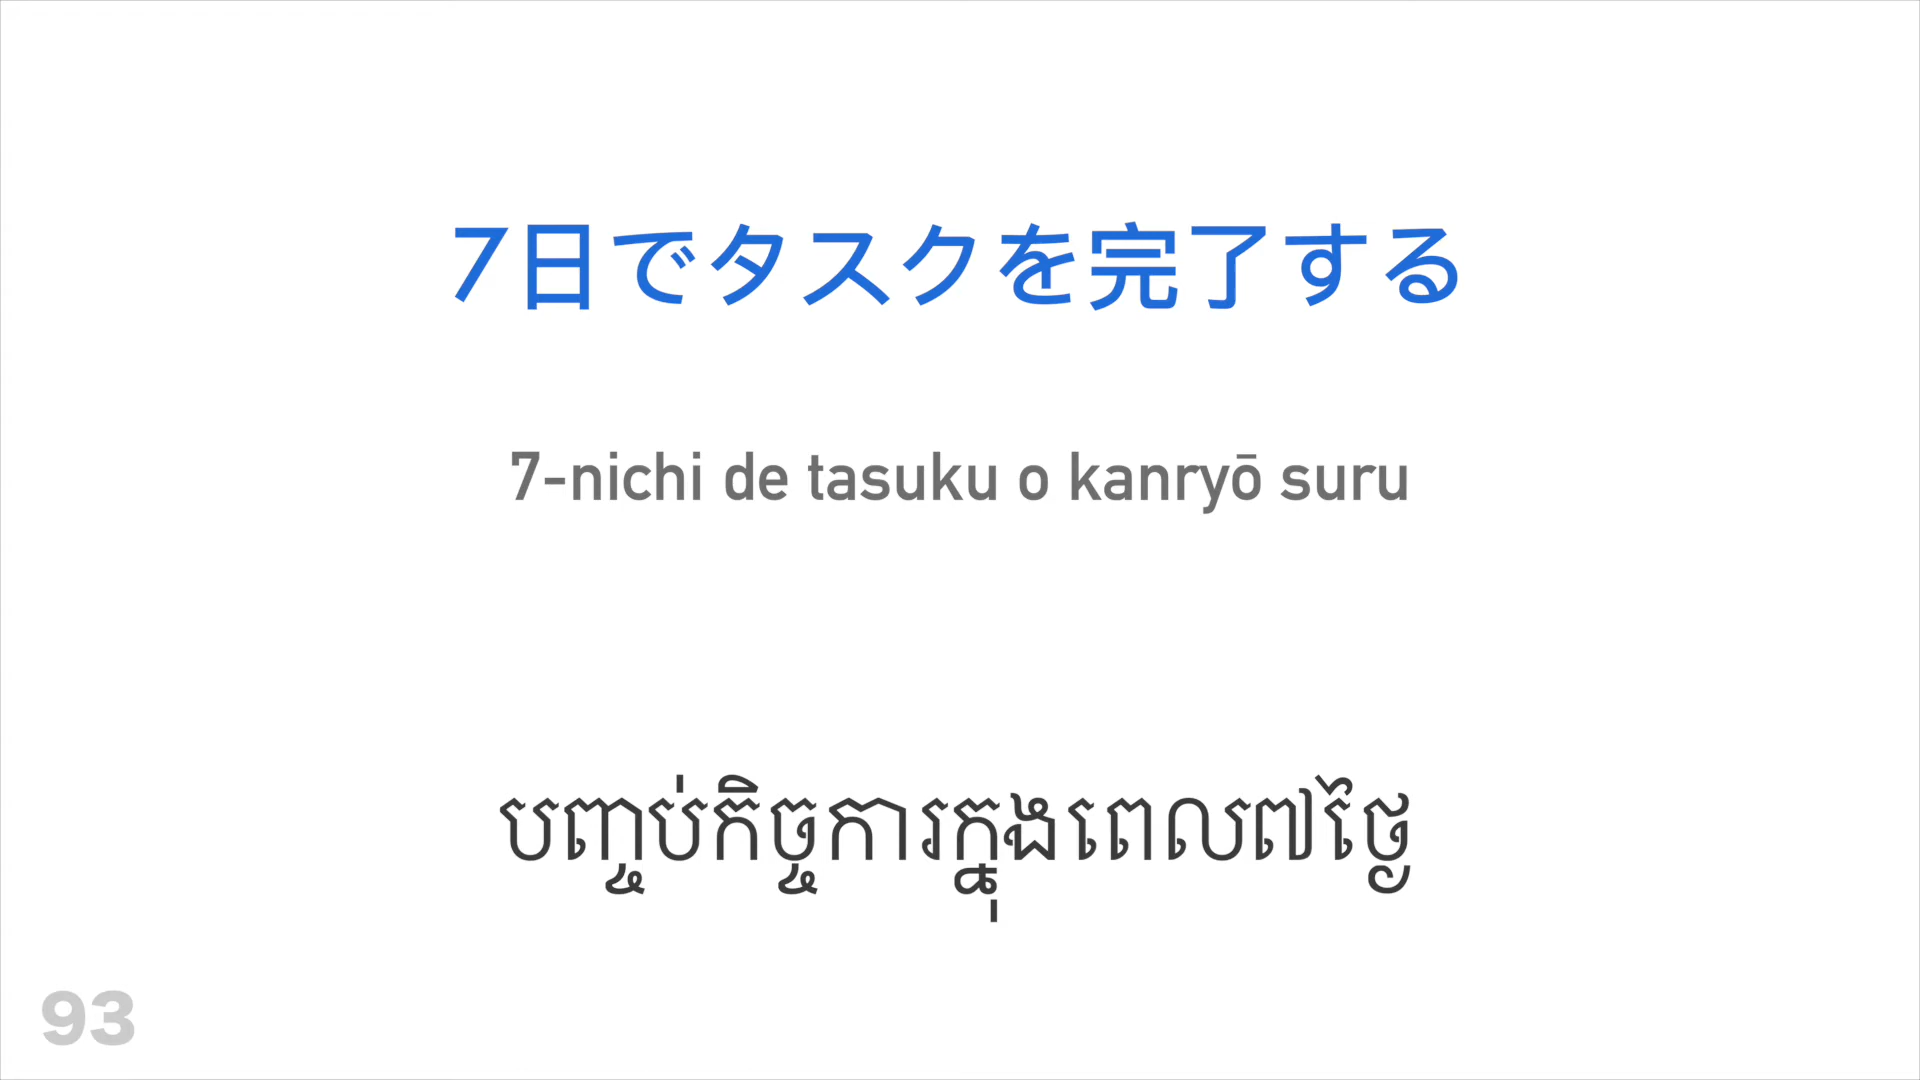 7日でタスクを完了する
7-nichi de tasuku o kanryō suru
បញ្ចប់កិច្ចការក្នុងពេល៧ថ្ងៃ
93